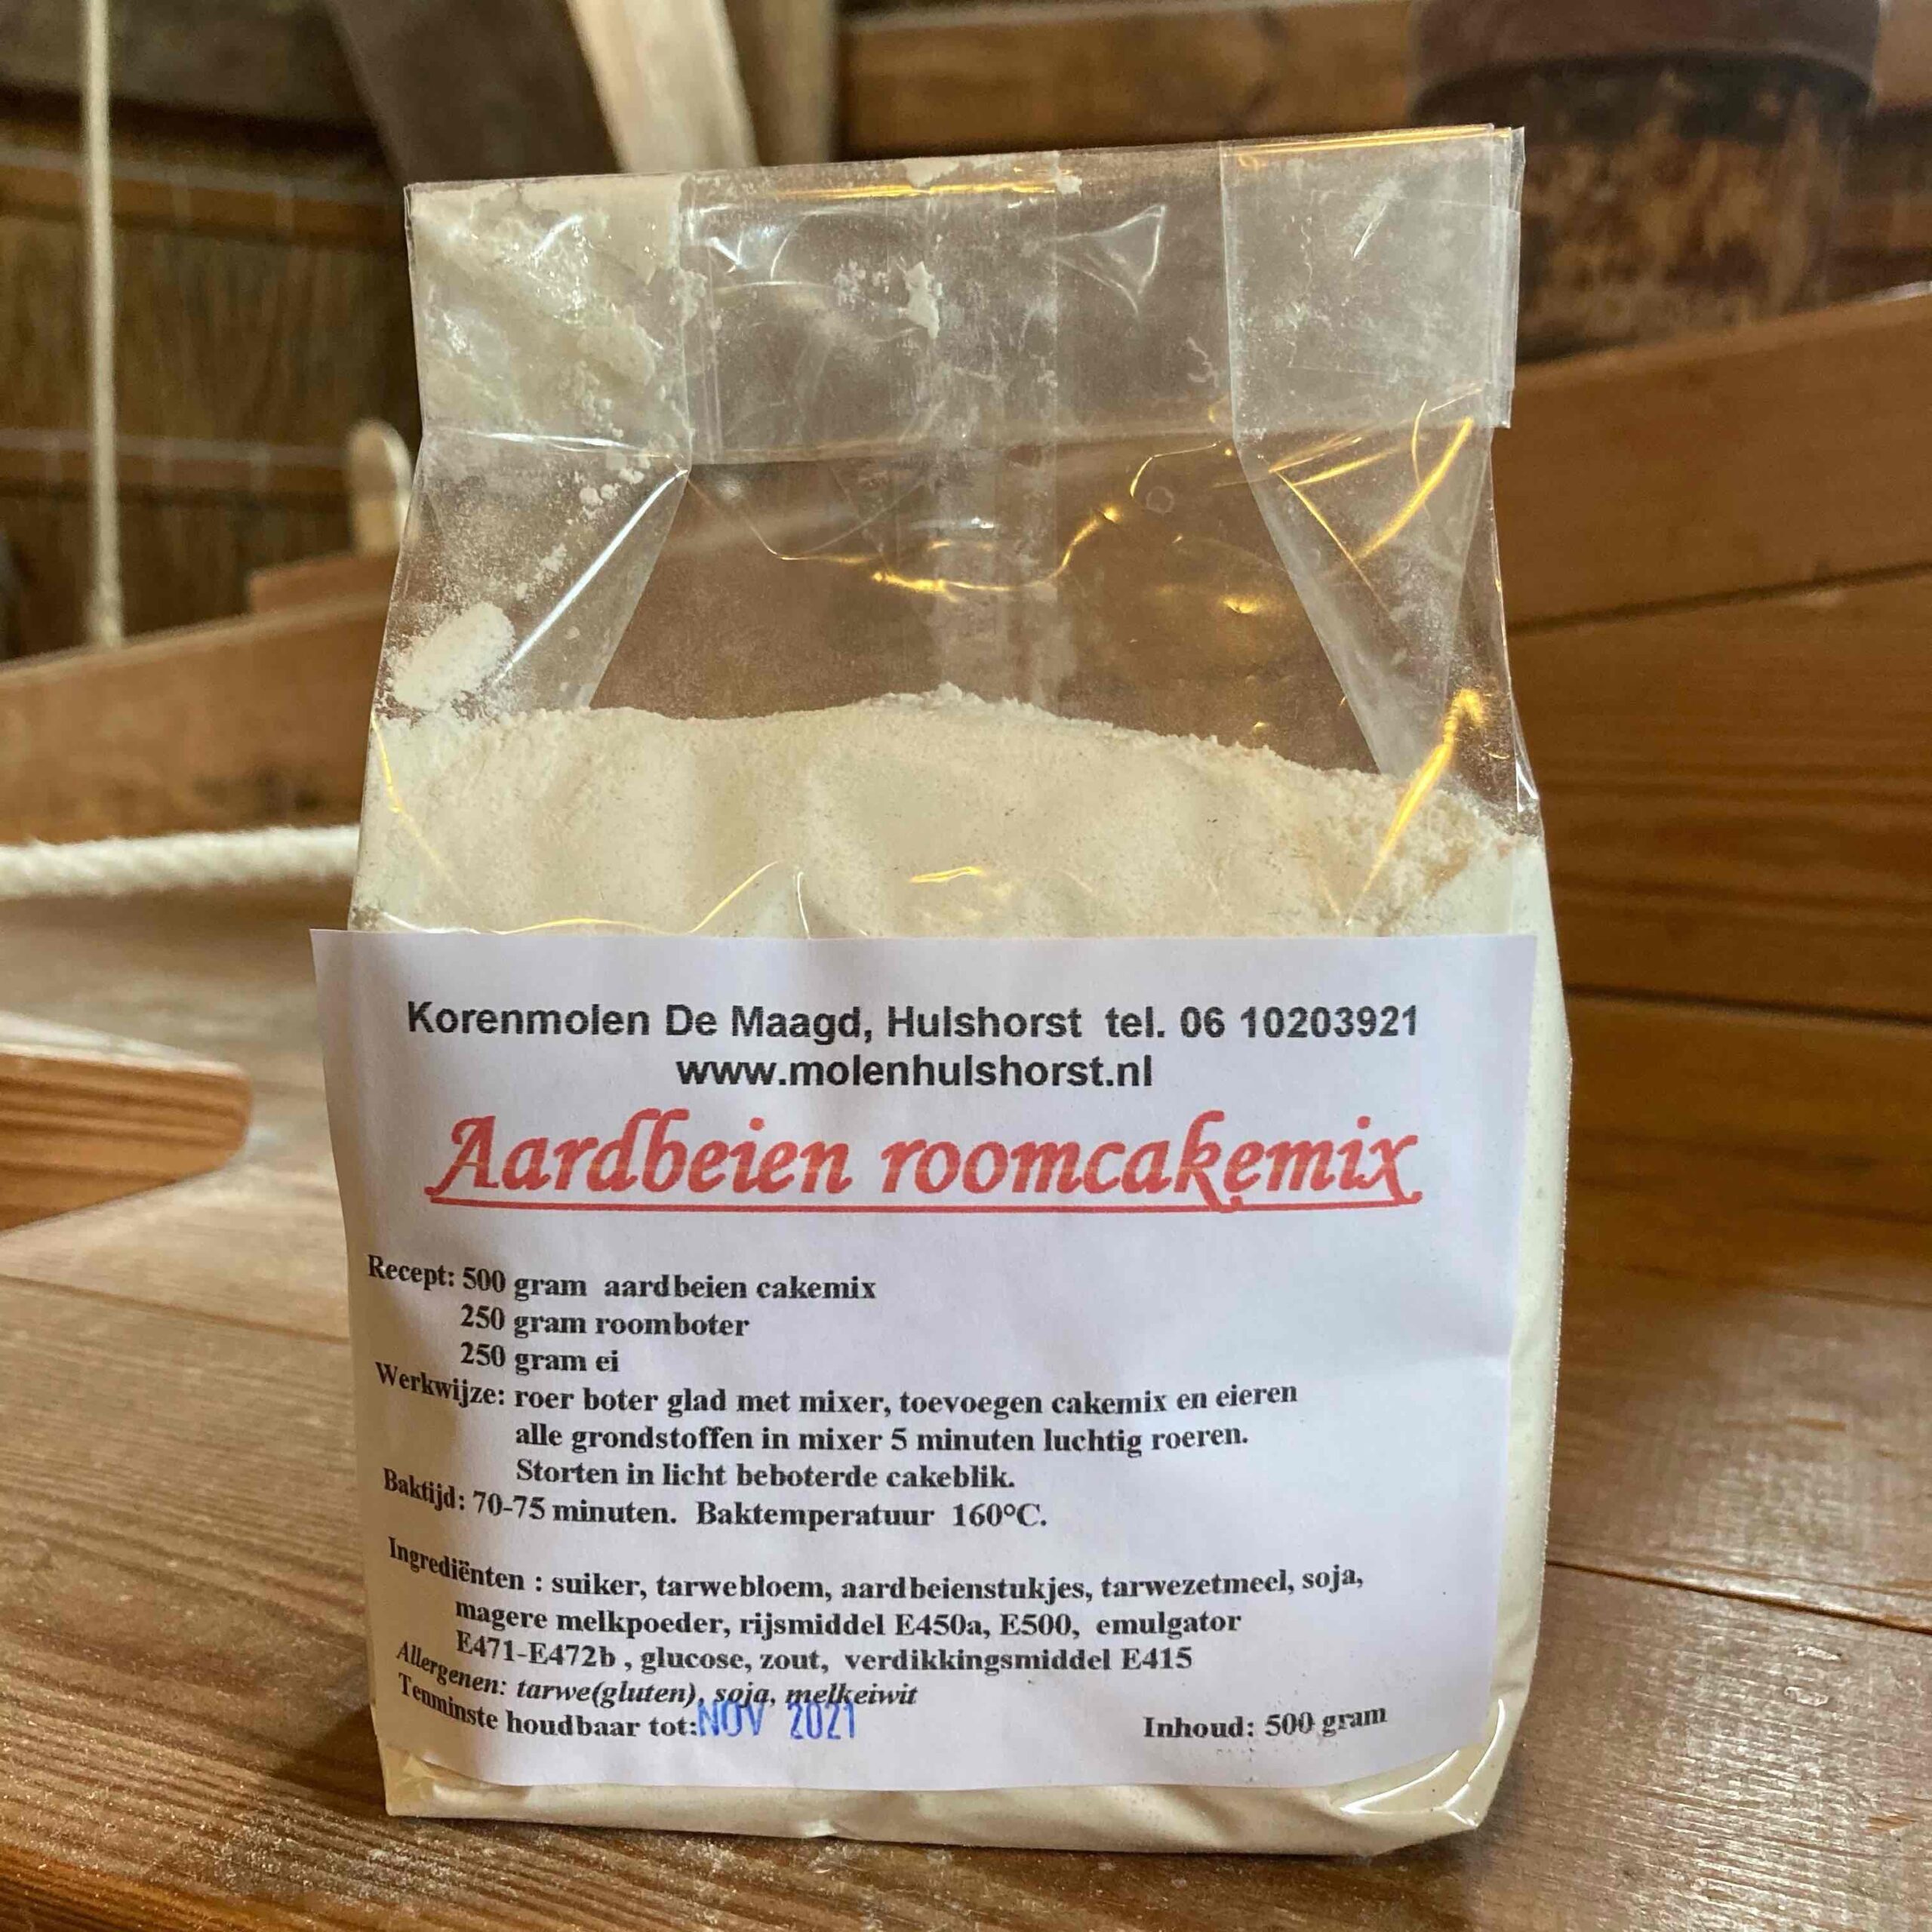 Korenmolen De Maagd, Hulshorst tel. 06 10203921
www.molenhulshorst.nl
Aardbeien roomcakemix
Recept: 500 gram aardbeien cakemix
250 gram roomboter
250 gram ei
Werkwijze: roer boter glad met mixer, toevoegen cakemix en eieren
alle grondstoffen in mixer 5 minuten luchtig roeren.
Storten in licht beboterde cakeblik.
Baktijd: 70-75 minuten. Baktemperatuur 160°C.
Ingrediënten : suiker, tarwebloem, aardbeienstukjes, tarwezetmeel, soja,
magere melkpoeder, rijsmiddel E450a, E500, emulgator
E471-E472b , glucose, zout, verdikkingsmiddel E415
Allergenen: tarwe(gluten), soja, melkeiwit
Tenminste houdbaar tot: NOV 2021 Inhoud: 500 gram